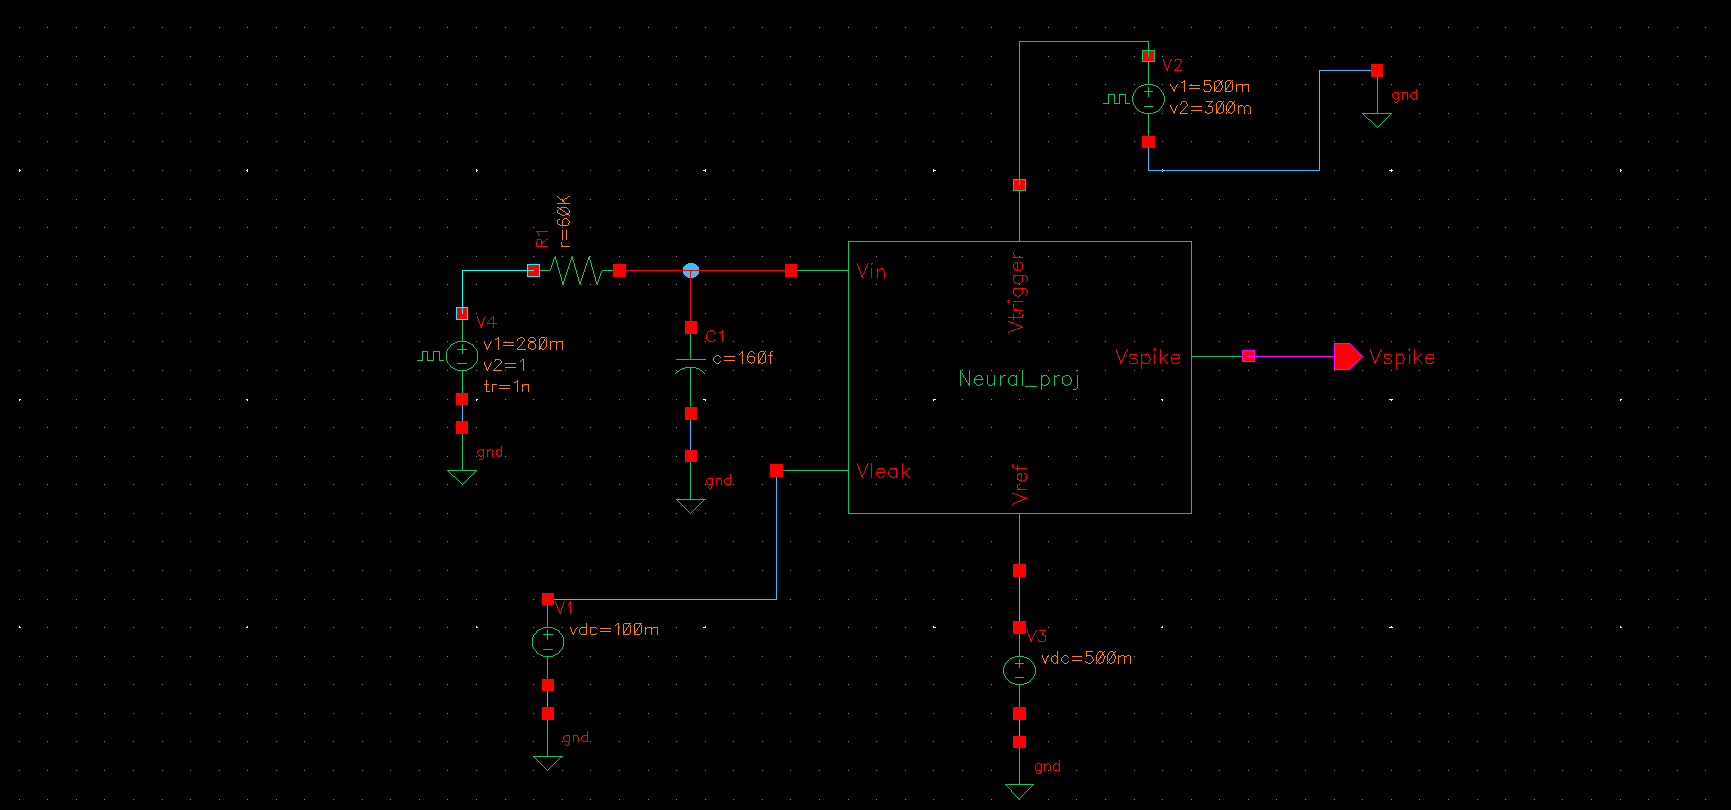 V2
v1=500m
v2=300m
gnd
R1
r=60K
Vin
Vtrigger
V4
v1=280m
v2=1
tr=1n
gnd
C1
c=160f
gnd
Vspike
Vspike
Neural_proj
Vleak
Vref
V1
vdc=100m
gnd
V3
vdc=500m
gnd